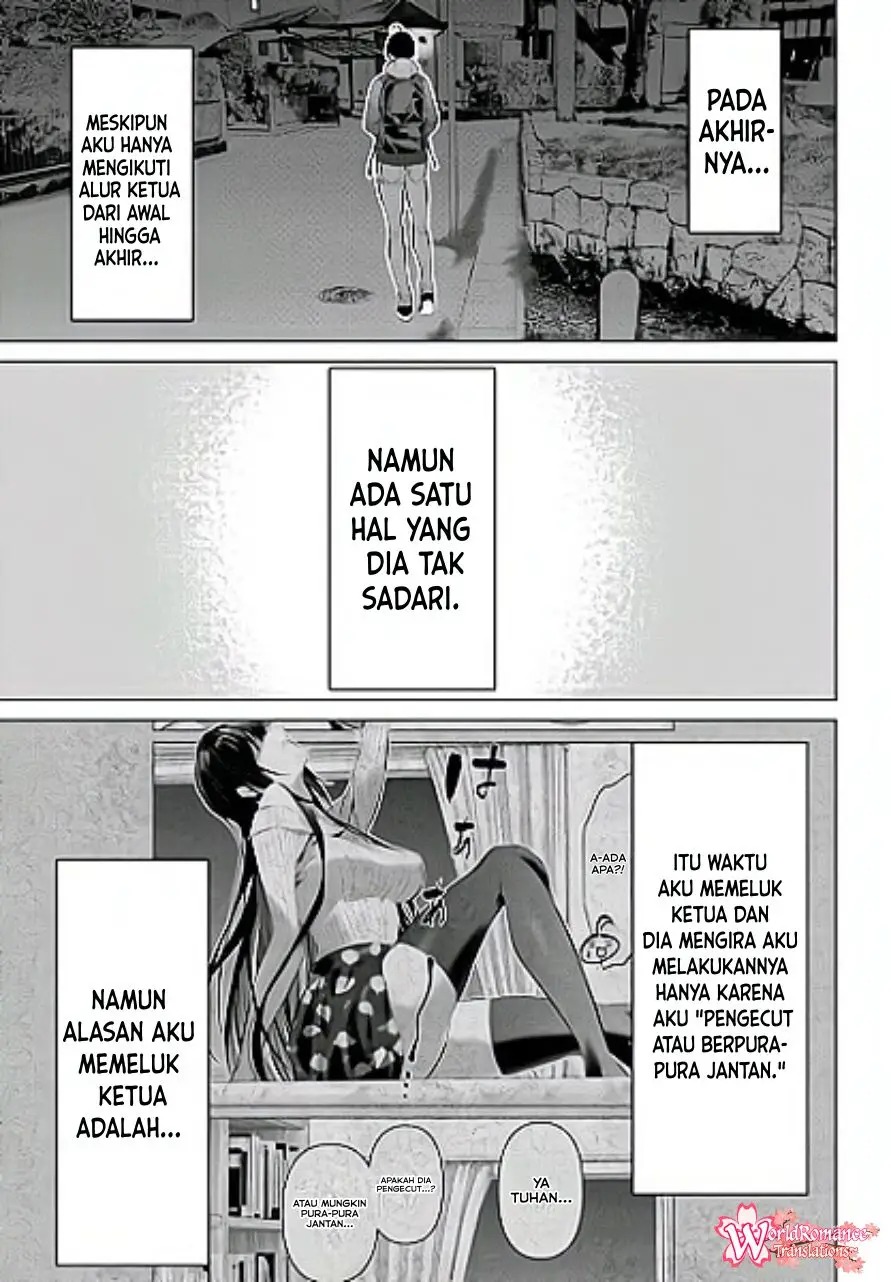 PADA
AKHIR-
NYA...
MESKIPUN
AKU HANYA
MENGIKUTI
ALUR KETUA
DARI AWAL
HINGGA
AKHIR...
NAMUN
ADA SATU
HAL YANG
DIA TAK
SADARI.
A-ADA
APA?!
ITU WAKTU
AKU MEMELUK
KETUA DAN
DIA MENGIRA AKU
MELAKUKANNYA
HANYA KARENA
AKU "PENGECUT
ATAU BERPURA-
PURA JANTAN."
NAMUN
ALASAN AKU
MEMELUK
KETUA
ADALAH...
YA
TUHAN...
APAKAH DIA
PENGECUT...?
ATAU MUNGKIN
PURA-PURA
JANTAN...
WorldRomance
Translations